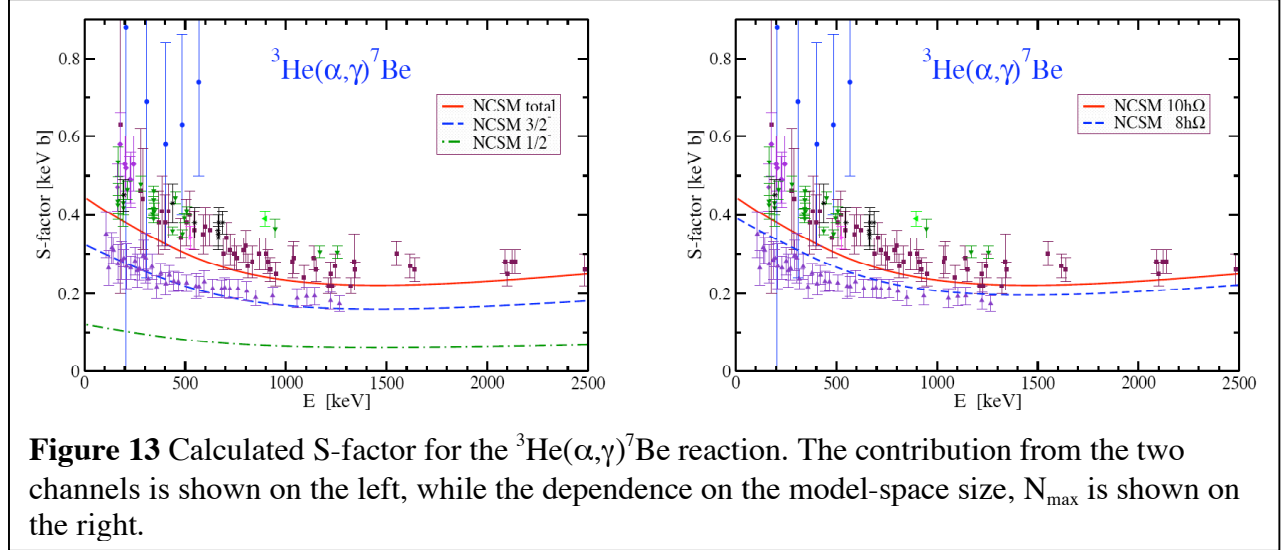 ³He(α,γ)⁷Be
NCSM total
NCSM 3/2⁻
NCSM 1/2⁻
S-factor [keV b]
0.8
0.6
0.4
0.2
0
0 500 1000 1500 2000 2500
E [keV]
³He(α,γ)⁷Be
NCSM 10hΩ
NCSM 8hΩ
S-factor [keV b]
0.8
0.6
0.4
0.2
0
0 500 1000 1500 2000 2500
E [keV]
Figure 13 Calculated S-factor for the ³He(α,γ)⁷Be reaction. The contribution from the two
channels is shown on the left, while the dependence on the model-space size, Nmax is shown on
the right.